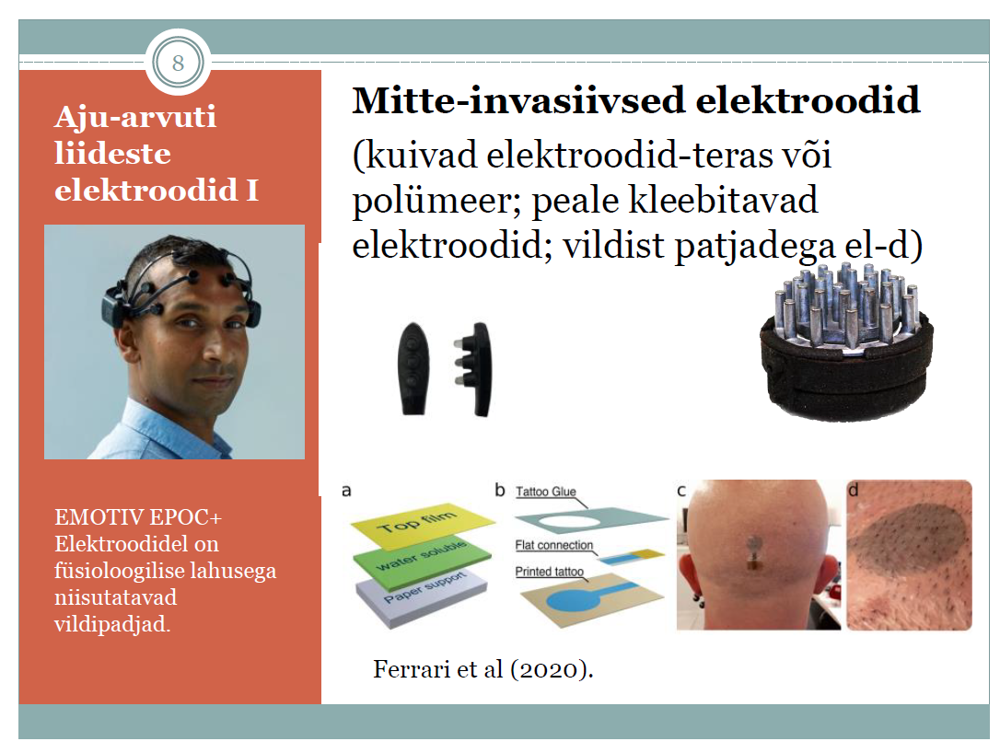 8
Aju-arvuti
liideste
elektroodid I
EMOTIV EPOC+
Elektroodidel on
füsioloogilise lahusega
niisutatavad
vildipadjad.
Mitte-invasiivsed elektroodid
(kuivad elektroodid-teras või
polümeer; peale kleebitavad
elektroodid; vildist patjadega el-d)
a
Top film
water soluble
Paper support
b
Tattoo Glue
Flat connection
Printed tattoo
c
d
Ferrari et al (2020).